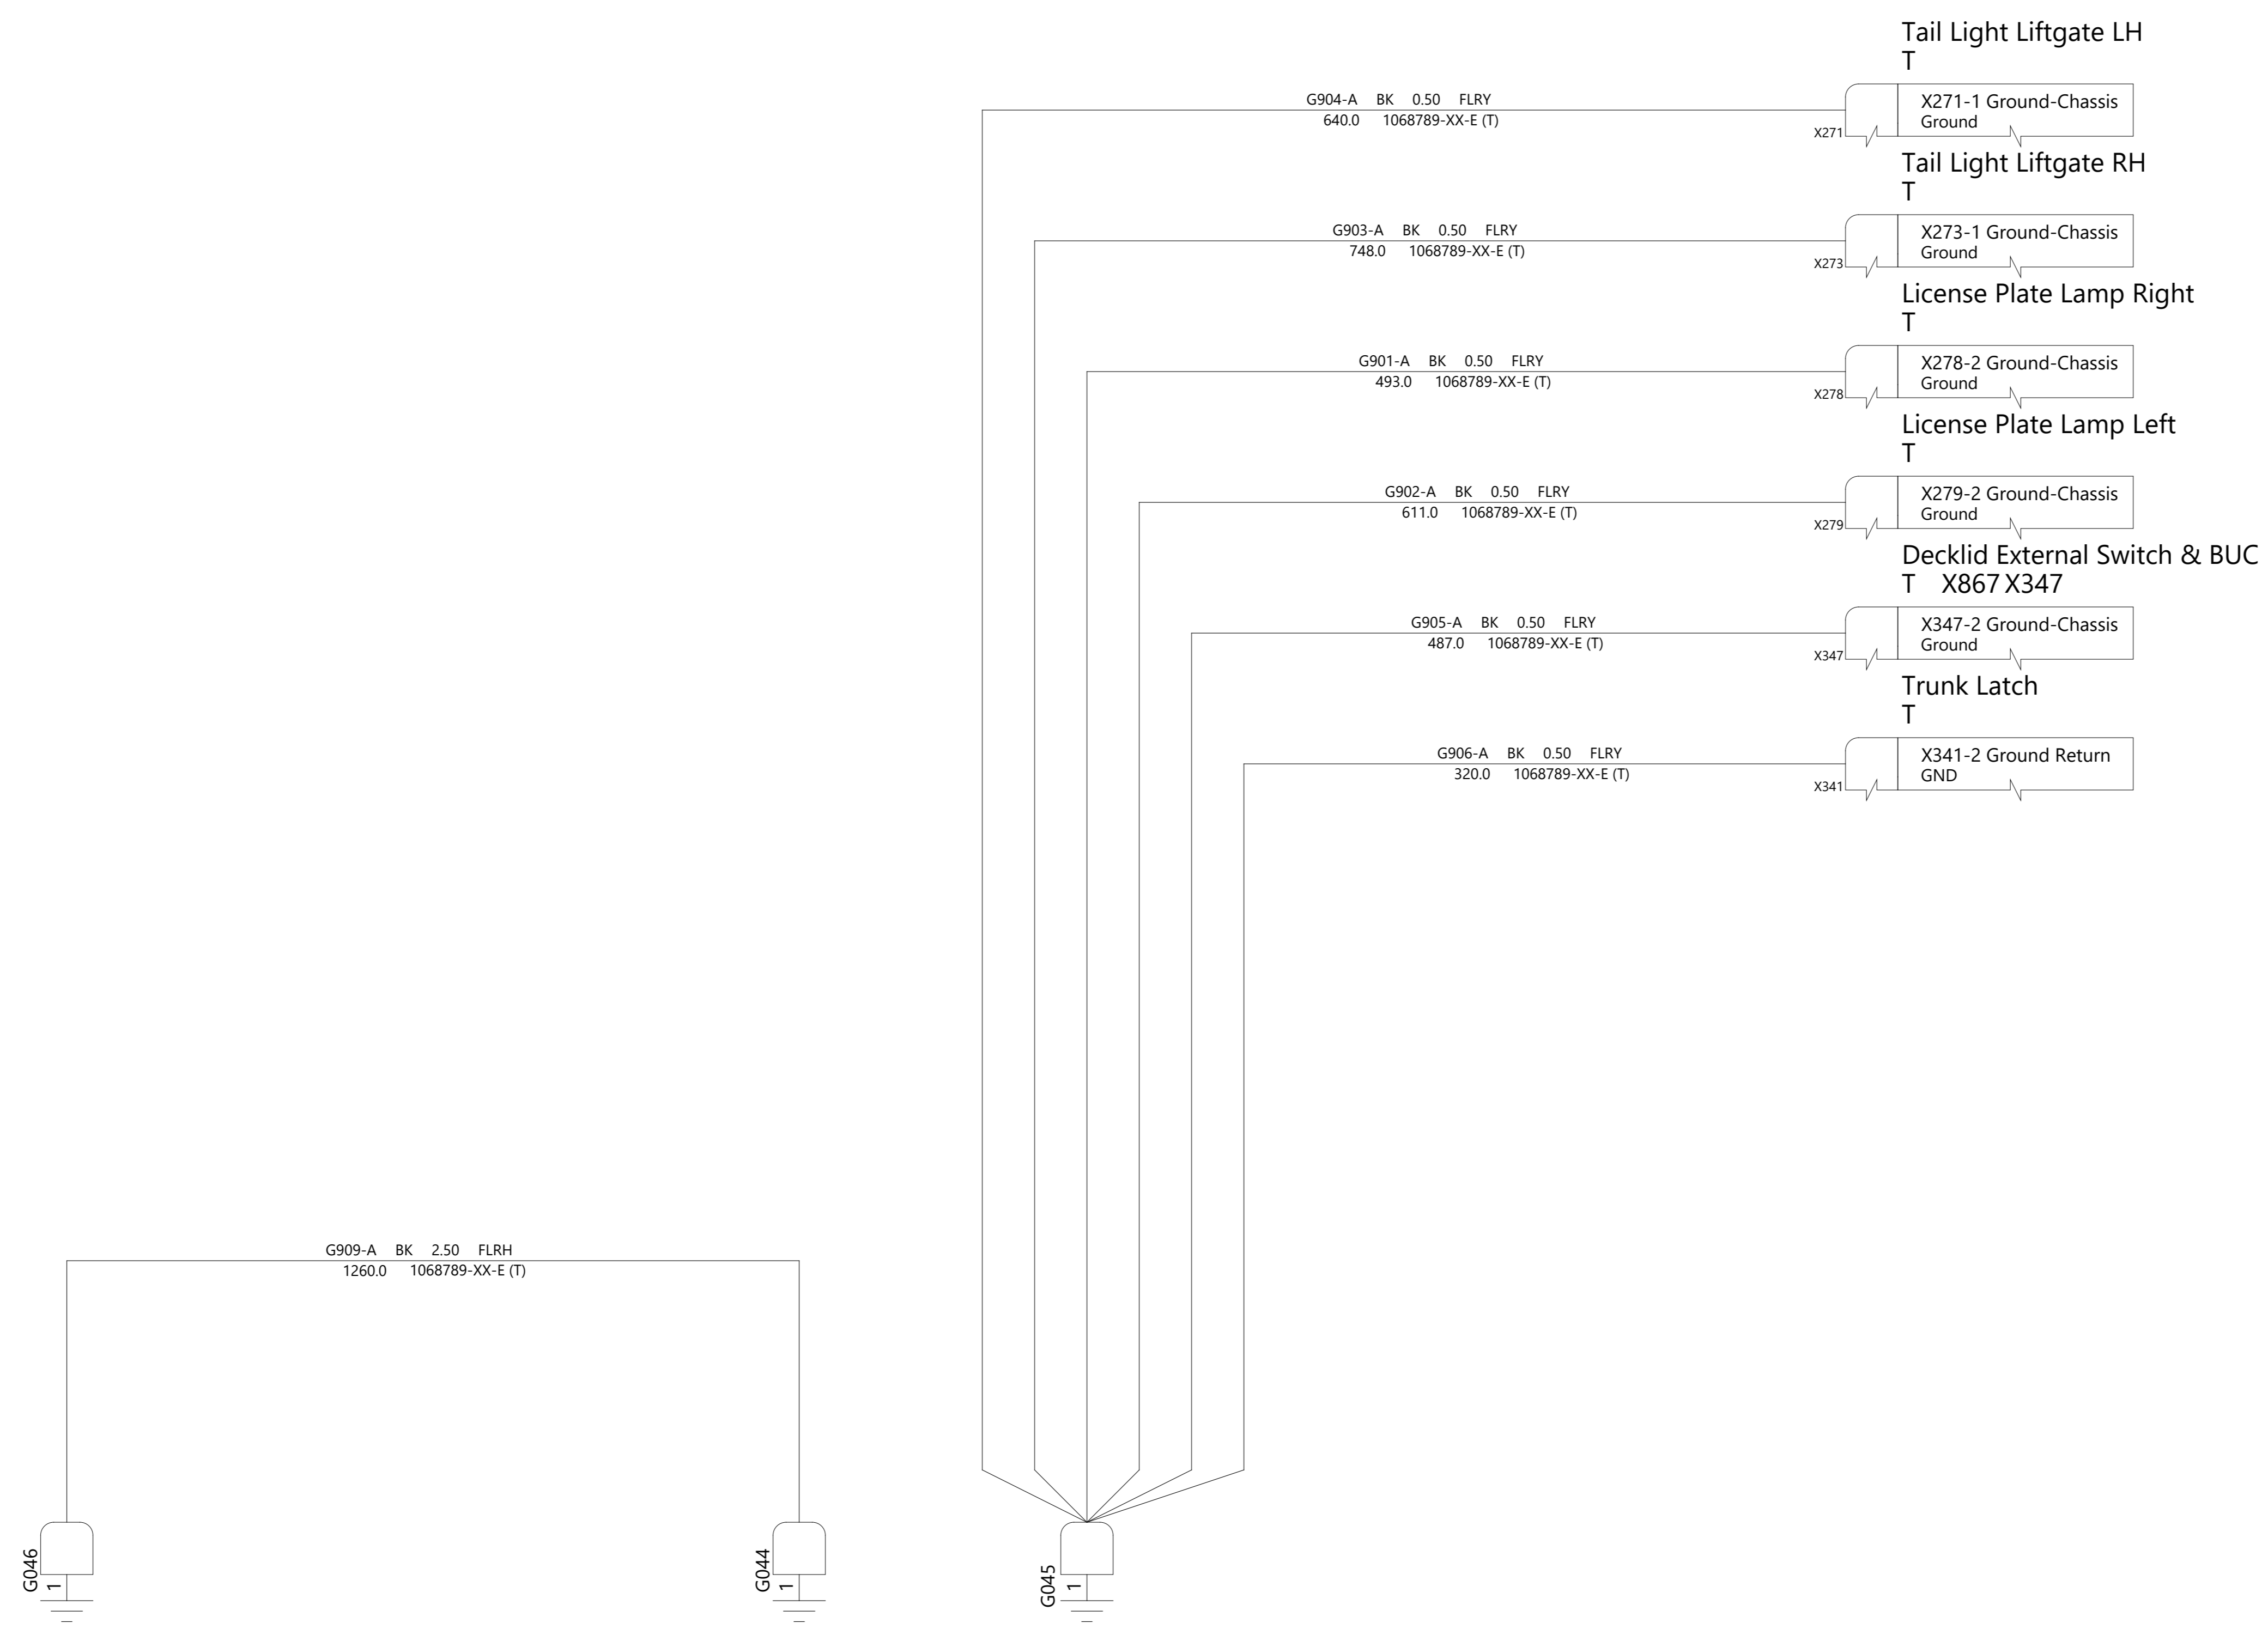 Tail Light Liftgate LH
T
G904-A BK 0.50 FLRY
640.0 1068789-XX-E (T)
X271
X271-1 Ground-Chassis
Ground
Tail Light Liftgate RH
T
G903-A BK 0.50 FLRY
748.0 1068789-XX-E (T)
X273
X273-1 Ground-Chassis
Ground
License Plate Lamp Right
T
G901-A BK 0.50 FLRY
493.0 1068789-XX-E (T)
X278
X278-2 Ground-Chassis
Ground
License Plate Lamp Left
T
G902-A BK 0.50 FLRY
611.0 1068789-XX-E (T)
X279
X279-2 Ground-Chassis
Ground
Decklid External Switch & BUC
T X867 X347
G905-A BK 0.50 FLRY
487.0 1068789-XX-E (T)
X347
X347-2 Ground-Chassis
Ground
Trunk Latch
T
G906-A BK 0.50 FLRY
320.0 1068789-XX-E (T)
X341
X341-2 Ground Return
GND
G909-A BK 2.50 FLRH
1260.0 1068789-XX-E (T)
G046
1
G044
1
G045
1